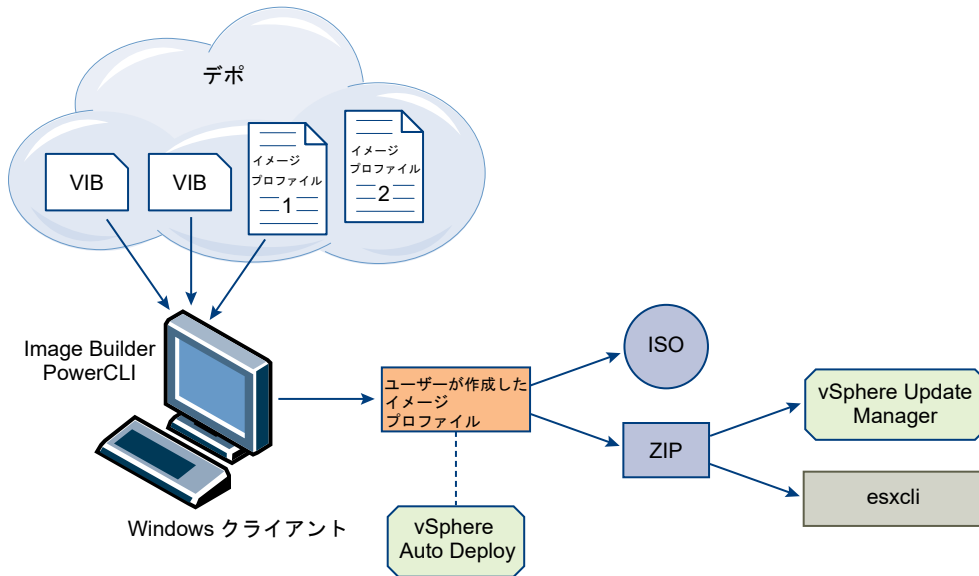 デポ
VIB
VIB
イメージ
プロファイル
1
イメージ
プロファイル
2
Image Builder
PowerCLI
Windows クライアント
ユーザーが作成した
イメージ
プロファイル
vSphere
Auto Deploy
ISO
ZIP
vSphere Update
Manager
esxcli